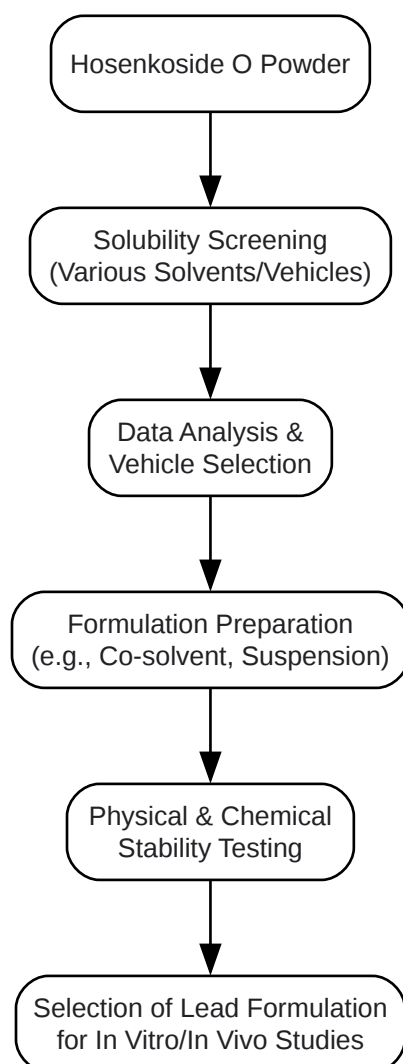 Hosenkoside O Powder
Solubility Screening
(Various Solvents/Vehicles)
Data Analysis &
Vehicle Selection
Formulation Preparation
(e.g., Co-solvent, Suspension)
Physical & Chemical
Stability Testing
Selection of Lead Formulation
for In Vitro/In Vivo Studies